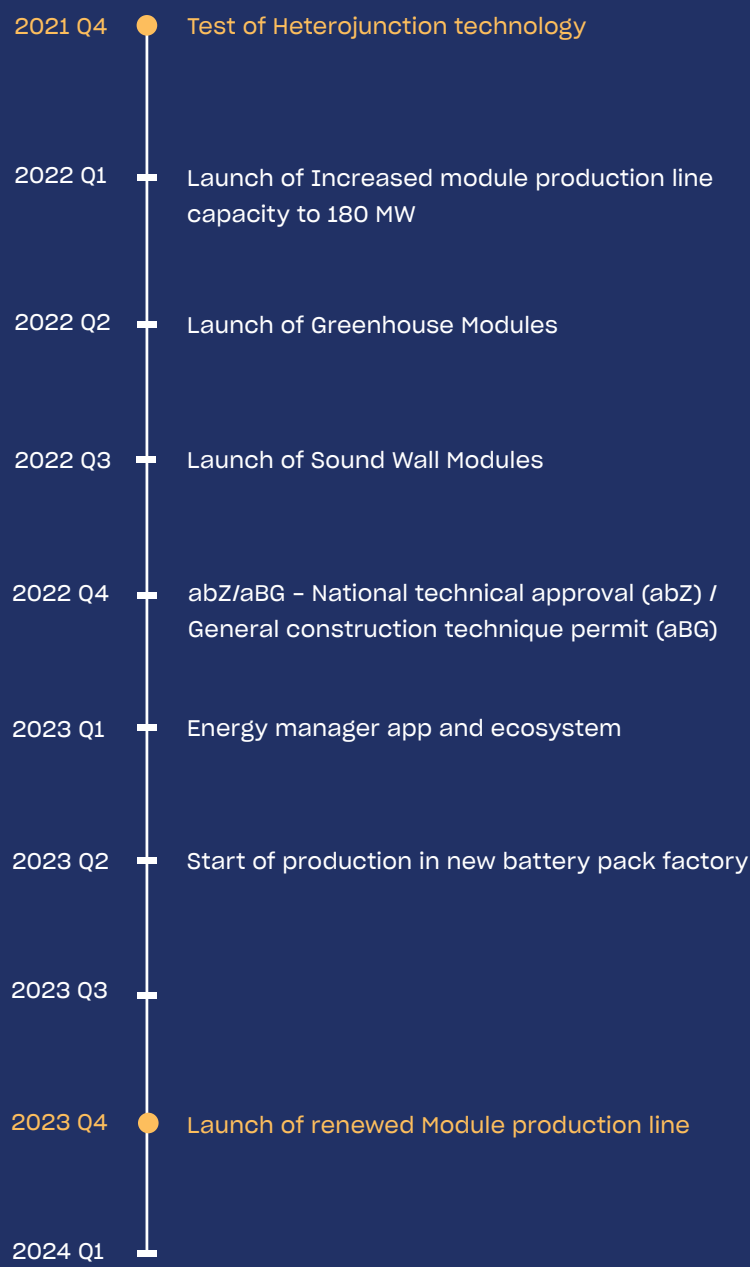 2021 Q4 Test of Heterojunction technology
2022 Q1 Launch of Increased module production line
capacity to 180 MW
2022 Q2 Launch of Greenhouse Modules
2022 Q3 Launch of Sound Wall Modules
2022 Q4 abZ/aBG – National technical approval (abZ) /
General construction technique permit (aBG)
2023 Q1 Energy manager app and ecosystem
2023 Q2 Start of production in new battery pack factory
2023 Q3
2023 Q4 Launch of renewed Module production line
2024 Q1